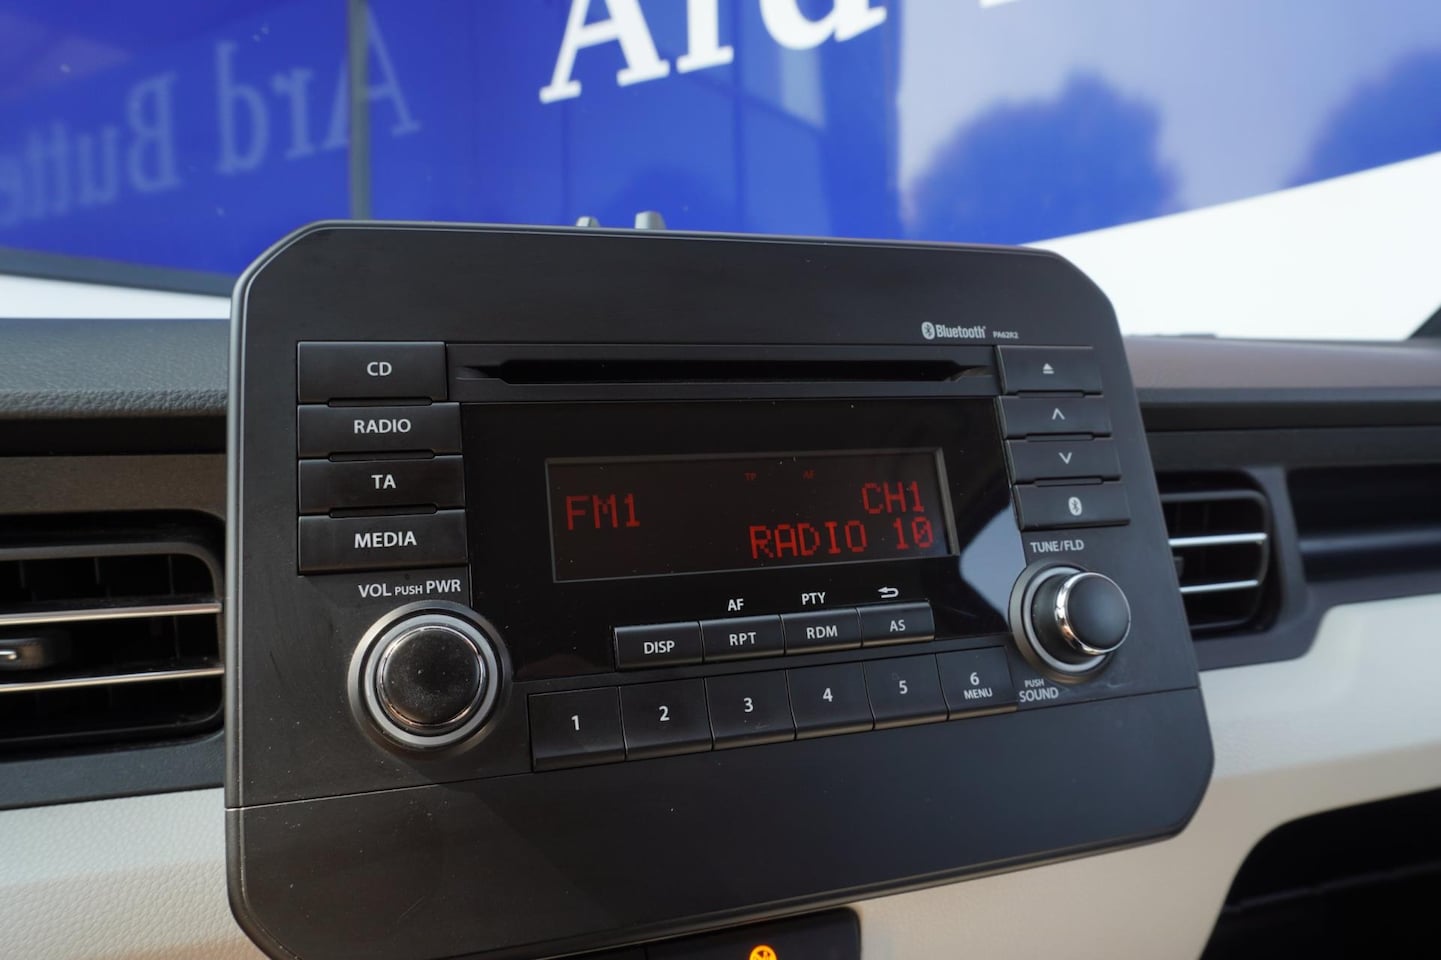 Ard
Ard Butte
Bluetooth PA62R2
CD
RADIO
TA
MEDIA
TP AF
FM1 CH1
RADIO 10
VOL PUSH PWR
TUNE/FLD
AF PTY
DISP RPT RDM AS
1 2 3 4 5 6
MENU
PUSH
SOUND